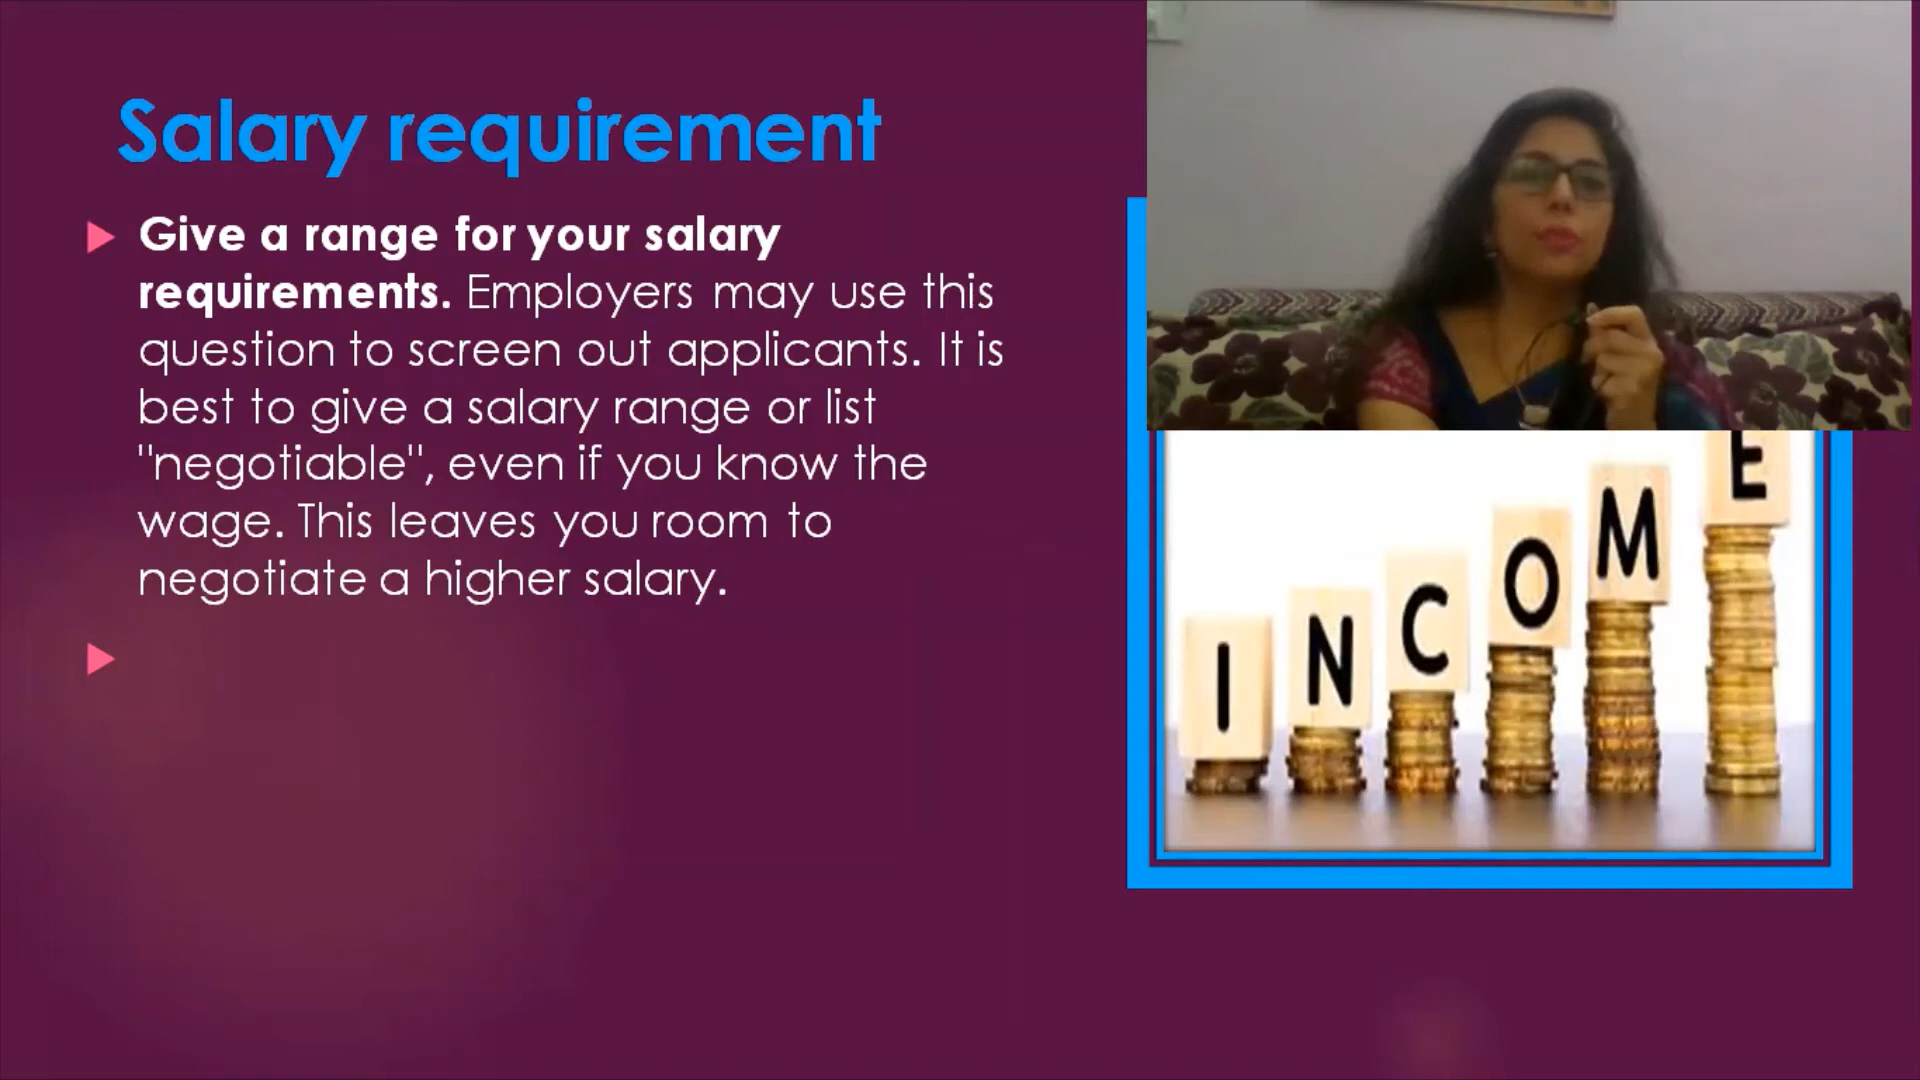 Salary requirement
Give a range for your salary
requirements. Employers may use this
question to screen out applicants. It is
best to give a salary range or list
"negotiable", even if you know the
wage. This leaves you room to
negotiate a higher salary.
INCOME